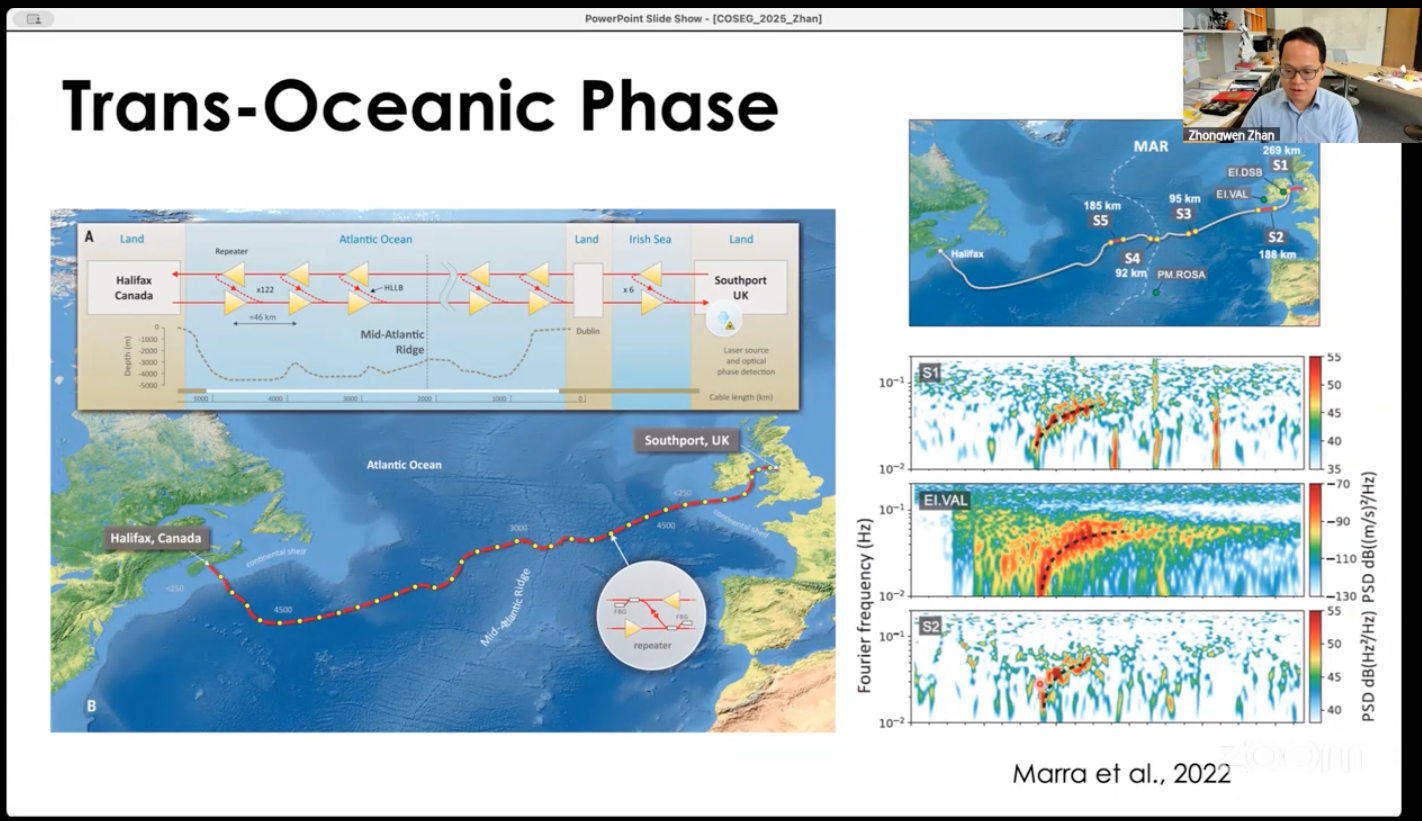 PowerPoint Slide Show - [COSEG_2025_Zhan]
Trans-Oceanic Phase
Zhongwen Zhan
A
Land
Atlantic Ocean
Land
Irish Sea
Land
Repeater
Halifax
Canada
x122
HLLB
x 6
Southport
UK
≈46 km
Dublin
Mid-Atlantic
Ridge
Depth (m)
0
-1000
-2000
-3000
-4000
-5000
Laser source
and optical
phase detection
5000
4000
3000
2000
1000
0
Cable length (km)
Southport, UK
Atlantic Ocean
<250
4500
continental shelf
3000
Halifax, Canada
continental shelf
<250
4500
Mid-Atlantic Ridge
FBG
FBG
repeater
B
MAR
269 km
S1
EI.DSB
EI.VAL
95 km
S3
185 km
S5
S2
188 km
S4
92 km
PM.ROSA
Halifax
Fourier frequency (Hz)
S1
10⁻¹
10⁻²
55
50
45
40
35
EI.VAL
10⁻¹
10⁻²
−70
−90
−110
−130
PSD dB((m/s)²/Hz)
S2
10⁻¹
10⁻²
55
50
45
40
PSD dB(Hz²/Hz)
Marra et al., 2022
zoom